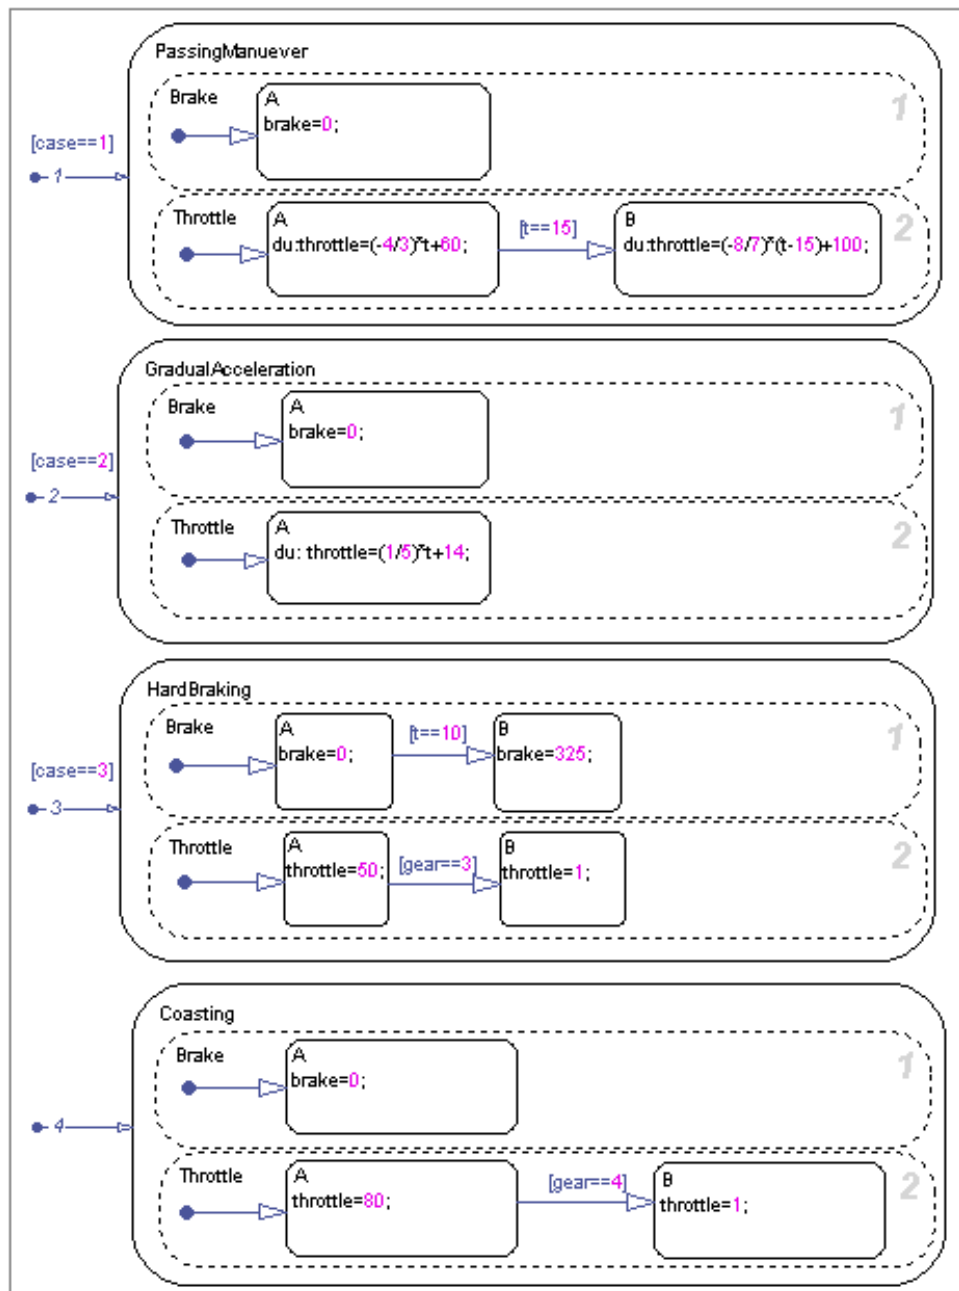 PassingManuever
Brake
A
1
brake=0;
[case==1]
1
Throttle
A
[t==15]
B
2
du:throttle=(-4/3)*t+60;
du:throttle=(-8/7)*(t-15)+100;
GradualAcceleration
Brake
A
1
brake=0;
[case==2]
2
Throttle
A
2
du: throttle=(1/5)*t+14;
HardBraking
Brake
A
[t==10]
B
1
brake=0;
brake=325;
[case==3]
3
Throttle
A
[gear==3]
B
2
throttle=50;
throttle=1;
Coasting
Brake
A
1
brake=0;
4
Throttle
A
[gear==4]
B
2
throttle=80;
throttle=1;